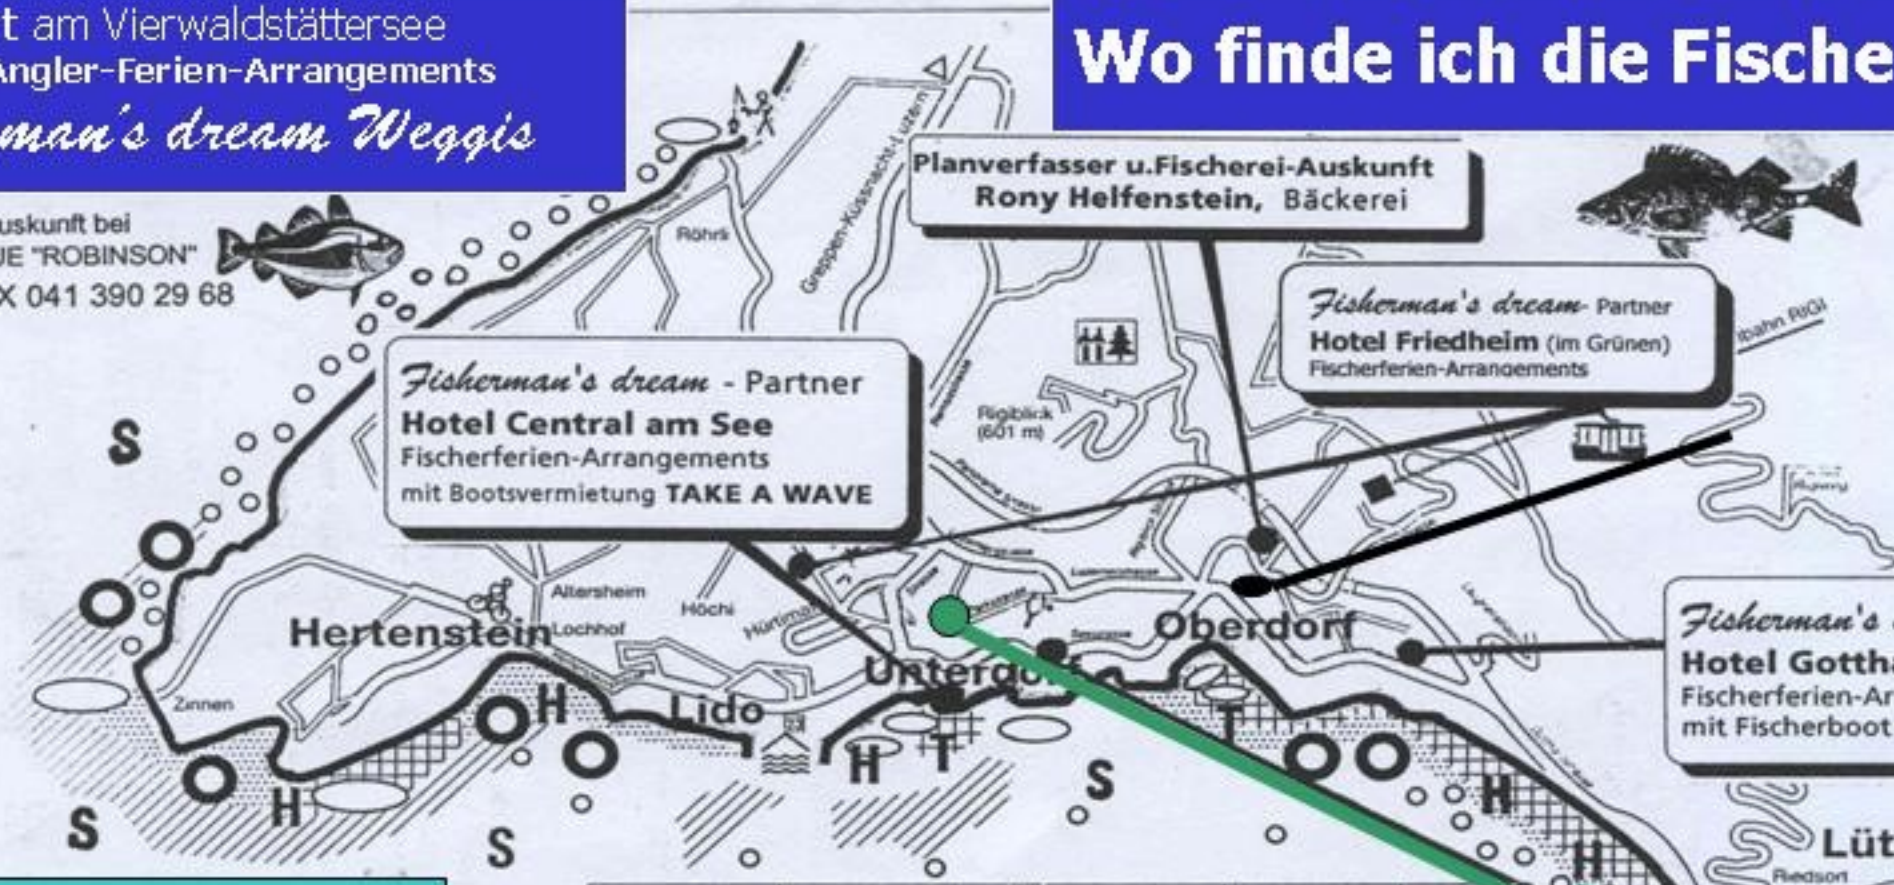 t am Vierwaldstättersee
Angler-Ferien-Arrangements
man's dream Weggis
Wo finde ich die Fische
uskunft bei
UE "ROBINSON"
X 041 390 29 68
Röhrli
Greppen-Küssnacht-Luzern
Planverfasser u.Fischerei-Auskunft
Rony Helfenstein, Bäckerei
Fisherman's dream- Partner
Hotel Friedheim (im Grünen)
Fischerferien-Arrangements
lbahn RIGI
Fisherman's dream - Partner
Hotel Central am See
Fischerferien-Arrangements
mit Bootsvermietung TAKE A WAVE
Rigiblick
(601 m)
S
Altersheim
Höchi
Hertenstein
Lochhof
Oberdorf
Unterdorf
Zinnen
Lido
Fisherman's
Hotel Gottha
Fischerferien-Ar
mit Fischerboot
H
H
T
T
S
H
H
S
S
H
Lüt
Riedsort